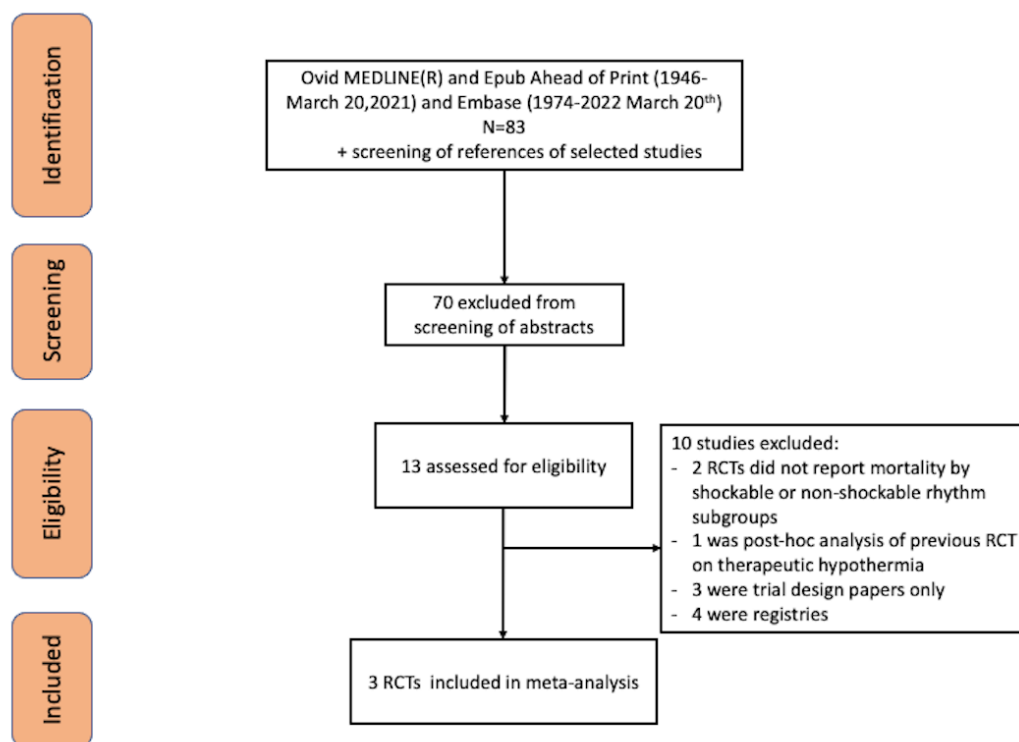 Identification
Ovid MEDLINE(R) and Epub Ahead of Print (1946-
March 20,2021) and Embase (1974-2022 March 20th)
N=83
+ screening of references of selected studies
Screening
70 excluded from
screening of abstracts
Eligibility
13 assessed for eligibility
10 studies excluded:
- 2 RCTs did not report mortality by
shockable or non-shockable rhythm
subgroups
- 1 was post-hoc analysis of previous RCT
on therapeutic hypothermia
- 3 were trial design papers only
- 4 were registries
Included
3 RCTs included in meta-analysis